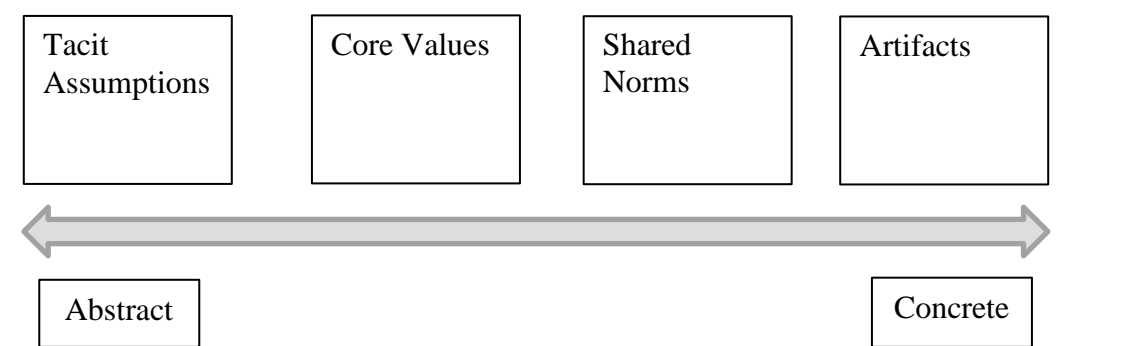 Tacit
Assumptions
Core Values
Shared
Norms
Artifacts
Abstract
Concrete